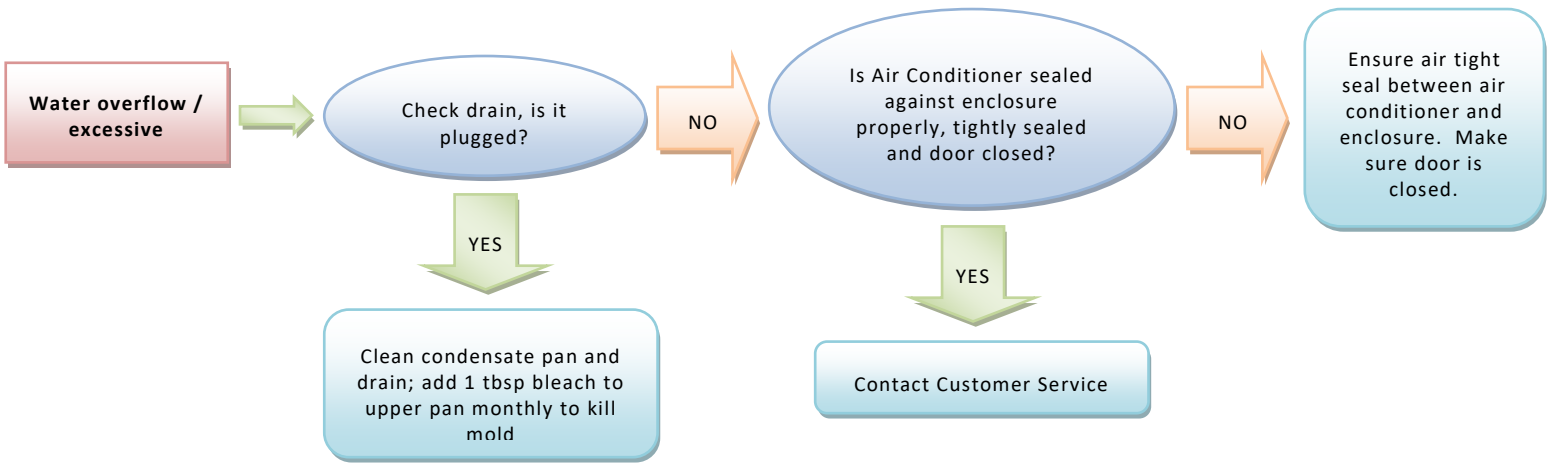 Water overflow /
excessive
Check drain, is it
plugged?
NO
Is Air Conditioner sealed
against enclosure
properly, tightly sealed
and door closed?
NO
Ensure air tight
seal between air
conditioner and
enclosure.  Make
sure door is
closed.
YES
Clean condensate pan and
drain; add 1 tbsp bleach to
upper pan monthly to kill
mold
YES
Contact Customer Service